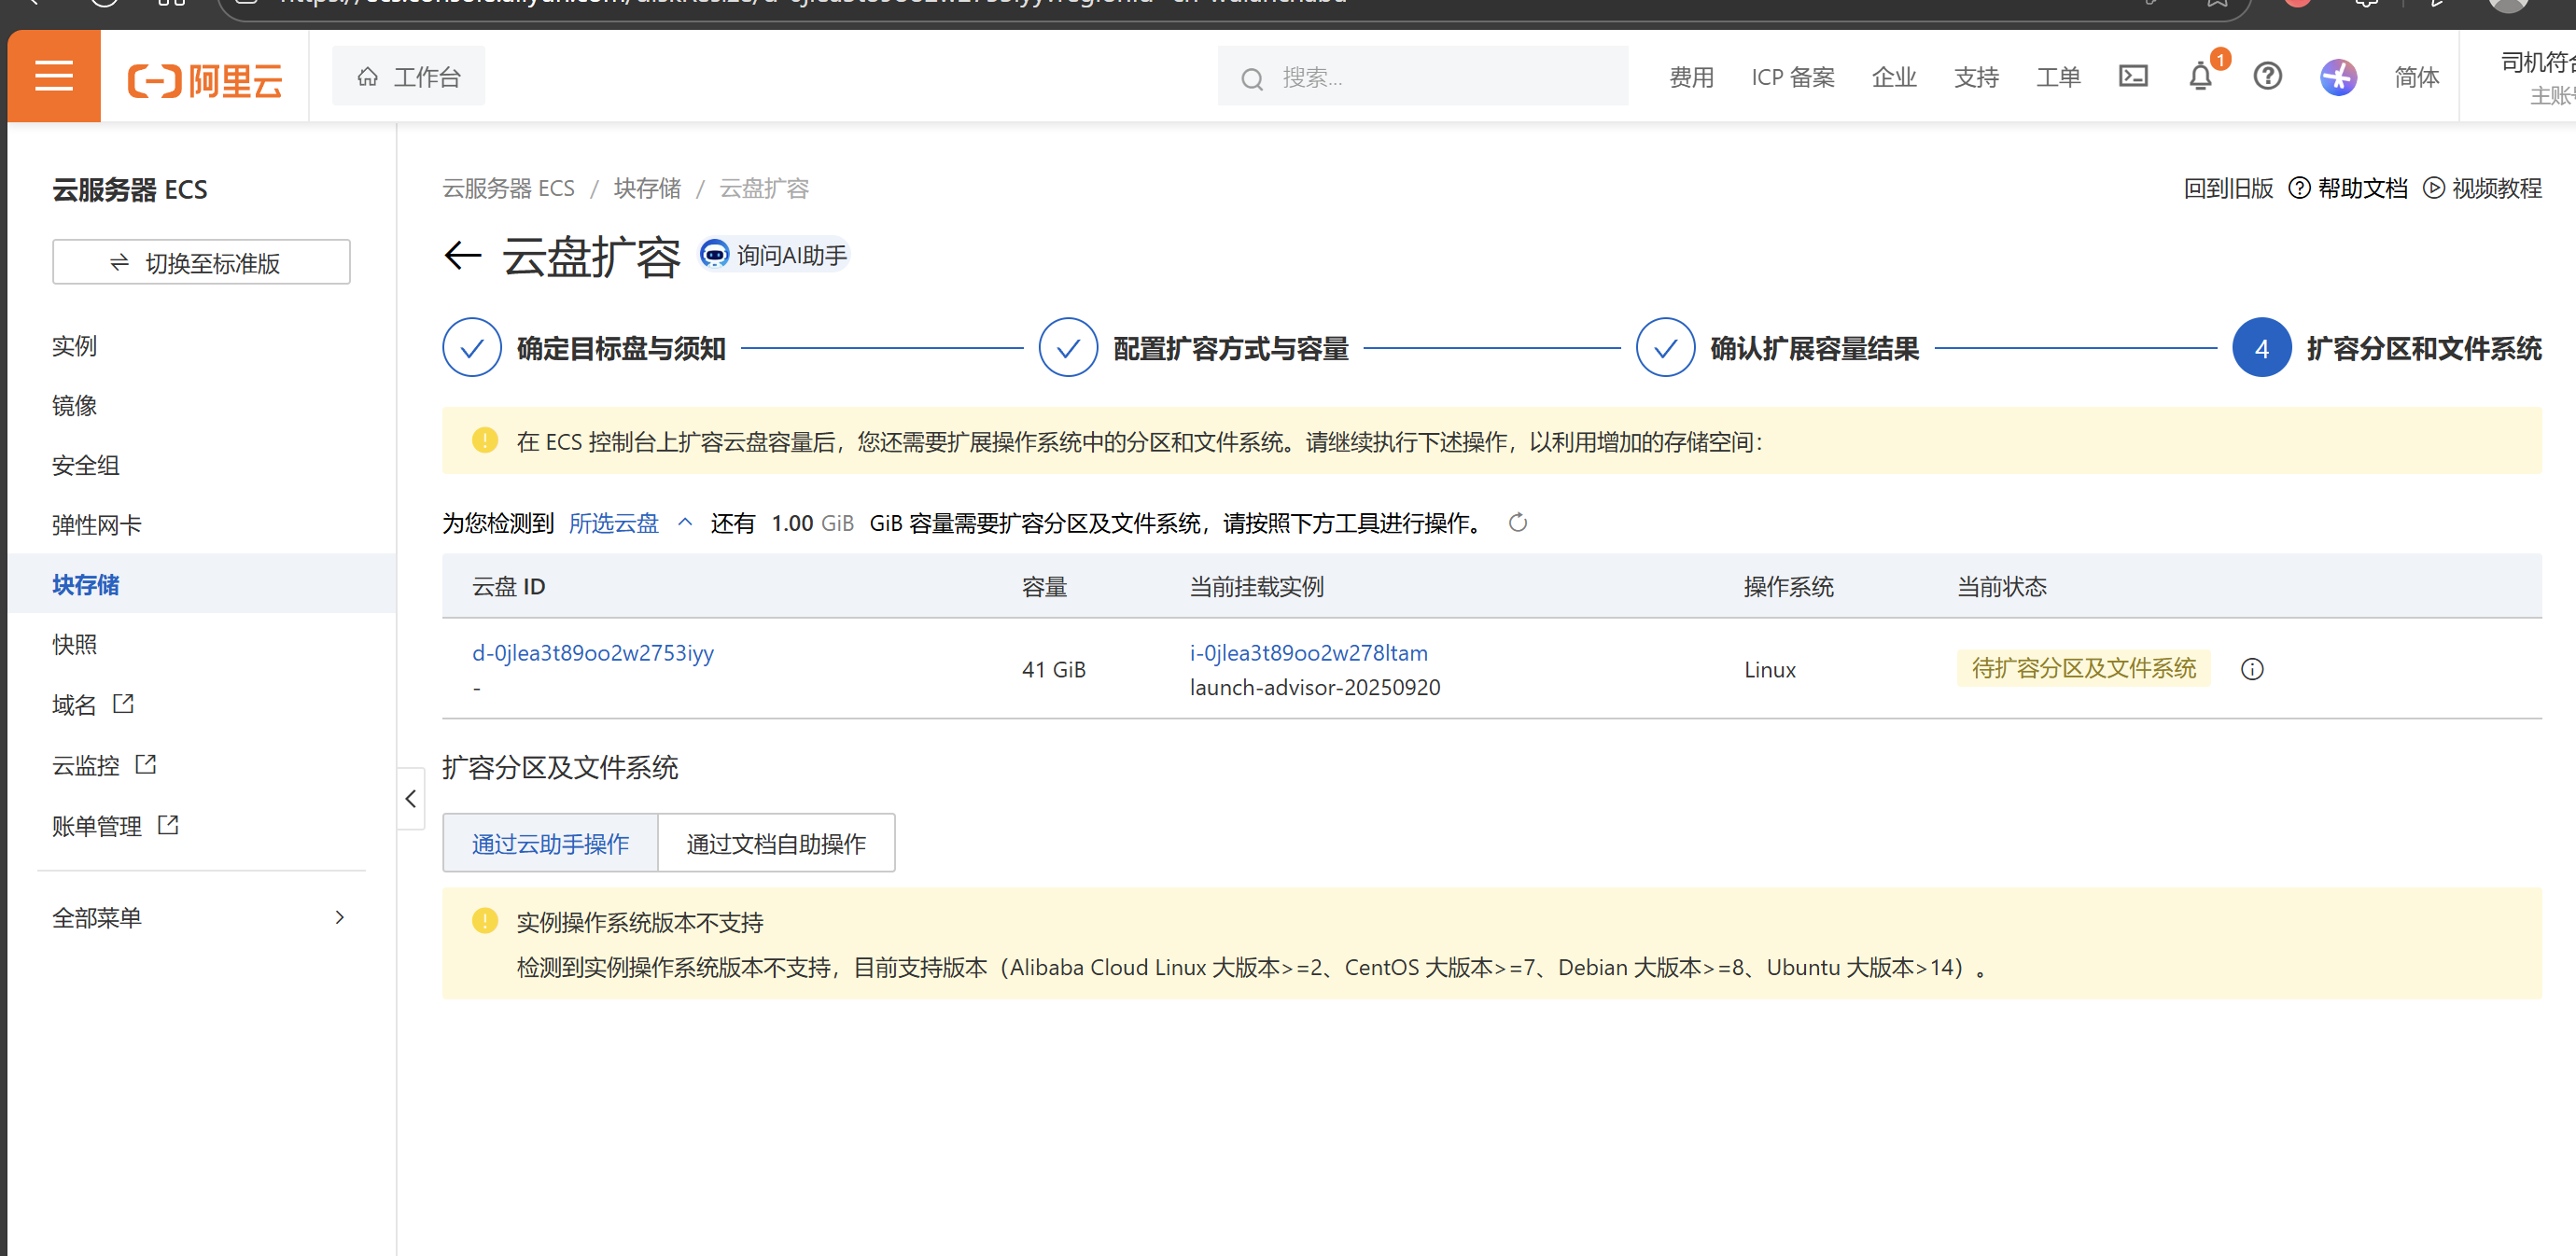 阿里云
工作台
搜索...
费用
ICP 备案
企业
支持
工单
1
简体
主账
云服务器 ECS
切换至标准版
实例
镜像
安全组
弹性网卡
块存储
快照
域名
云监控
账单管理
全部菜单
云服务器 ECS / 块存储 / 云盘扩容
回到旧版 帮助文档 视频教程
云盘扩容 询问AI助手
确定目标盘与须知
配置扩容方式与容量
确认扩展容量结果
4 扩容分区和文件系统
在 ECS 控制台上扩容云盘容量后，您还需要扩展操作系统中的分区和文件系统。请继续执行下述操作，以利用增加的存储空间：
为您检测到 所选云盘 还有 1.00 GiB GiB 容量需要扩容分区及文件系统，请按照下方工具进行操作。
云盘 ID 容量 当前挂载实例 操作系统 当前状态
d-0jlea3t89oo2w2753iyy
-
41 GiB
i-0jlea3t89oo2w278ltam
launch-advisor-20250920
Linux
待扩容分区及文件系统
扩容分区及文件系统
通过云助手操作 通过文档自助操作
实例操作系统版本不支持
检测到实例操作系统版本不支持，目前支持版本（Alibaba Cloud Linux 大版本>=2、CentOS 大版本>=7、Debian 大版本>=8、Ubuntu 大版本>14）。